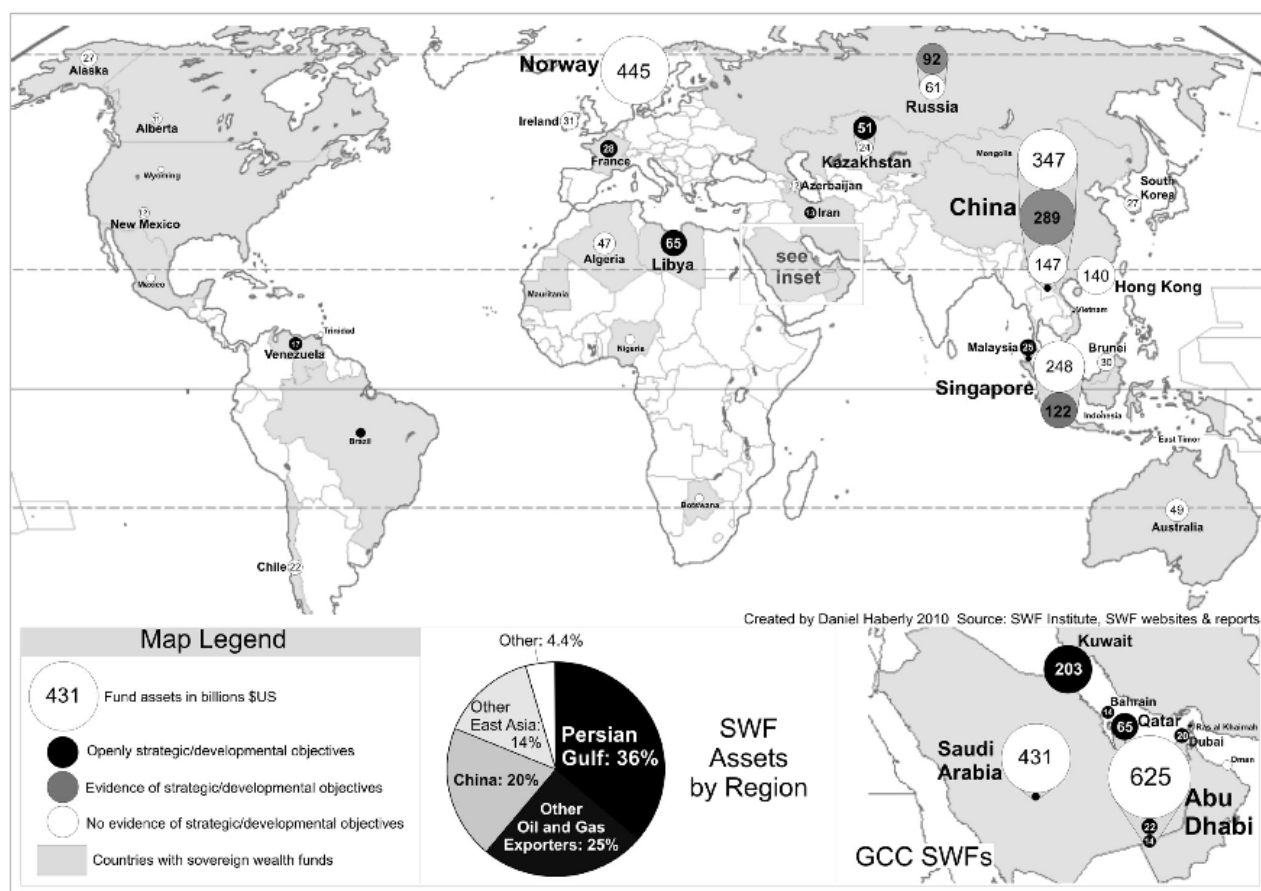 27
Alaska
11
Alberta
Wyoming
12
New Mexico
Mexico
Trinidad
17
Venezuela
Brazil
Chile 22
Norway 445
Ireland 31
28
France
92
61
Russia
51
24
Kazakhstan
Azerbaijan
13 Iran
47
Algeria
65
Libya
see
inset
Mauritania
Nigeria
Botswana
Mongolia
347
China
289
147
South
Korea
27
140
Hong Kong
Vietnam
Malaysia 25
Brunei
30
248
Singapore
122
Indonesia
East Timor
49
Australia
Created by Daniel Haberly 2010 Source: SWF Institute, SWF websites & reports
Map Legend
431 Fund assets in billions $US
Openly strategic/developmental objectives
Evidence of strategic/developmental objectives
No evidence of strategic/developmental objectives
Countries with sovereign wealth funds
Other: 4.4%
Other
East Asia:
14%
Persian
Gulf: 36%
China: 20%
Other
Oil and Gas
Exporters: 25%
SWF
Assets
by Region
Kuwait
203
Bahrain
14
Qatar
65
Ras al Khaimah
20
Dubai
Oman
Saudi
Arabia
431
625
Abu
Dhabi
22
14
GCC SWFs